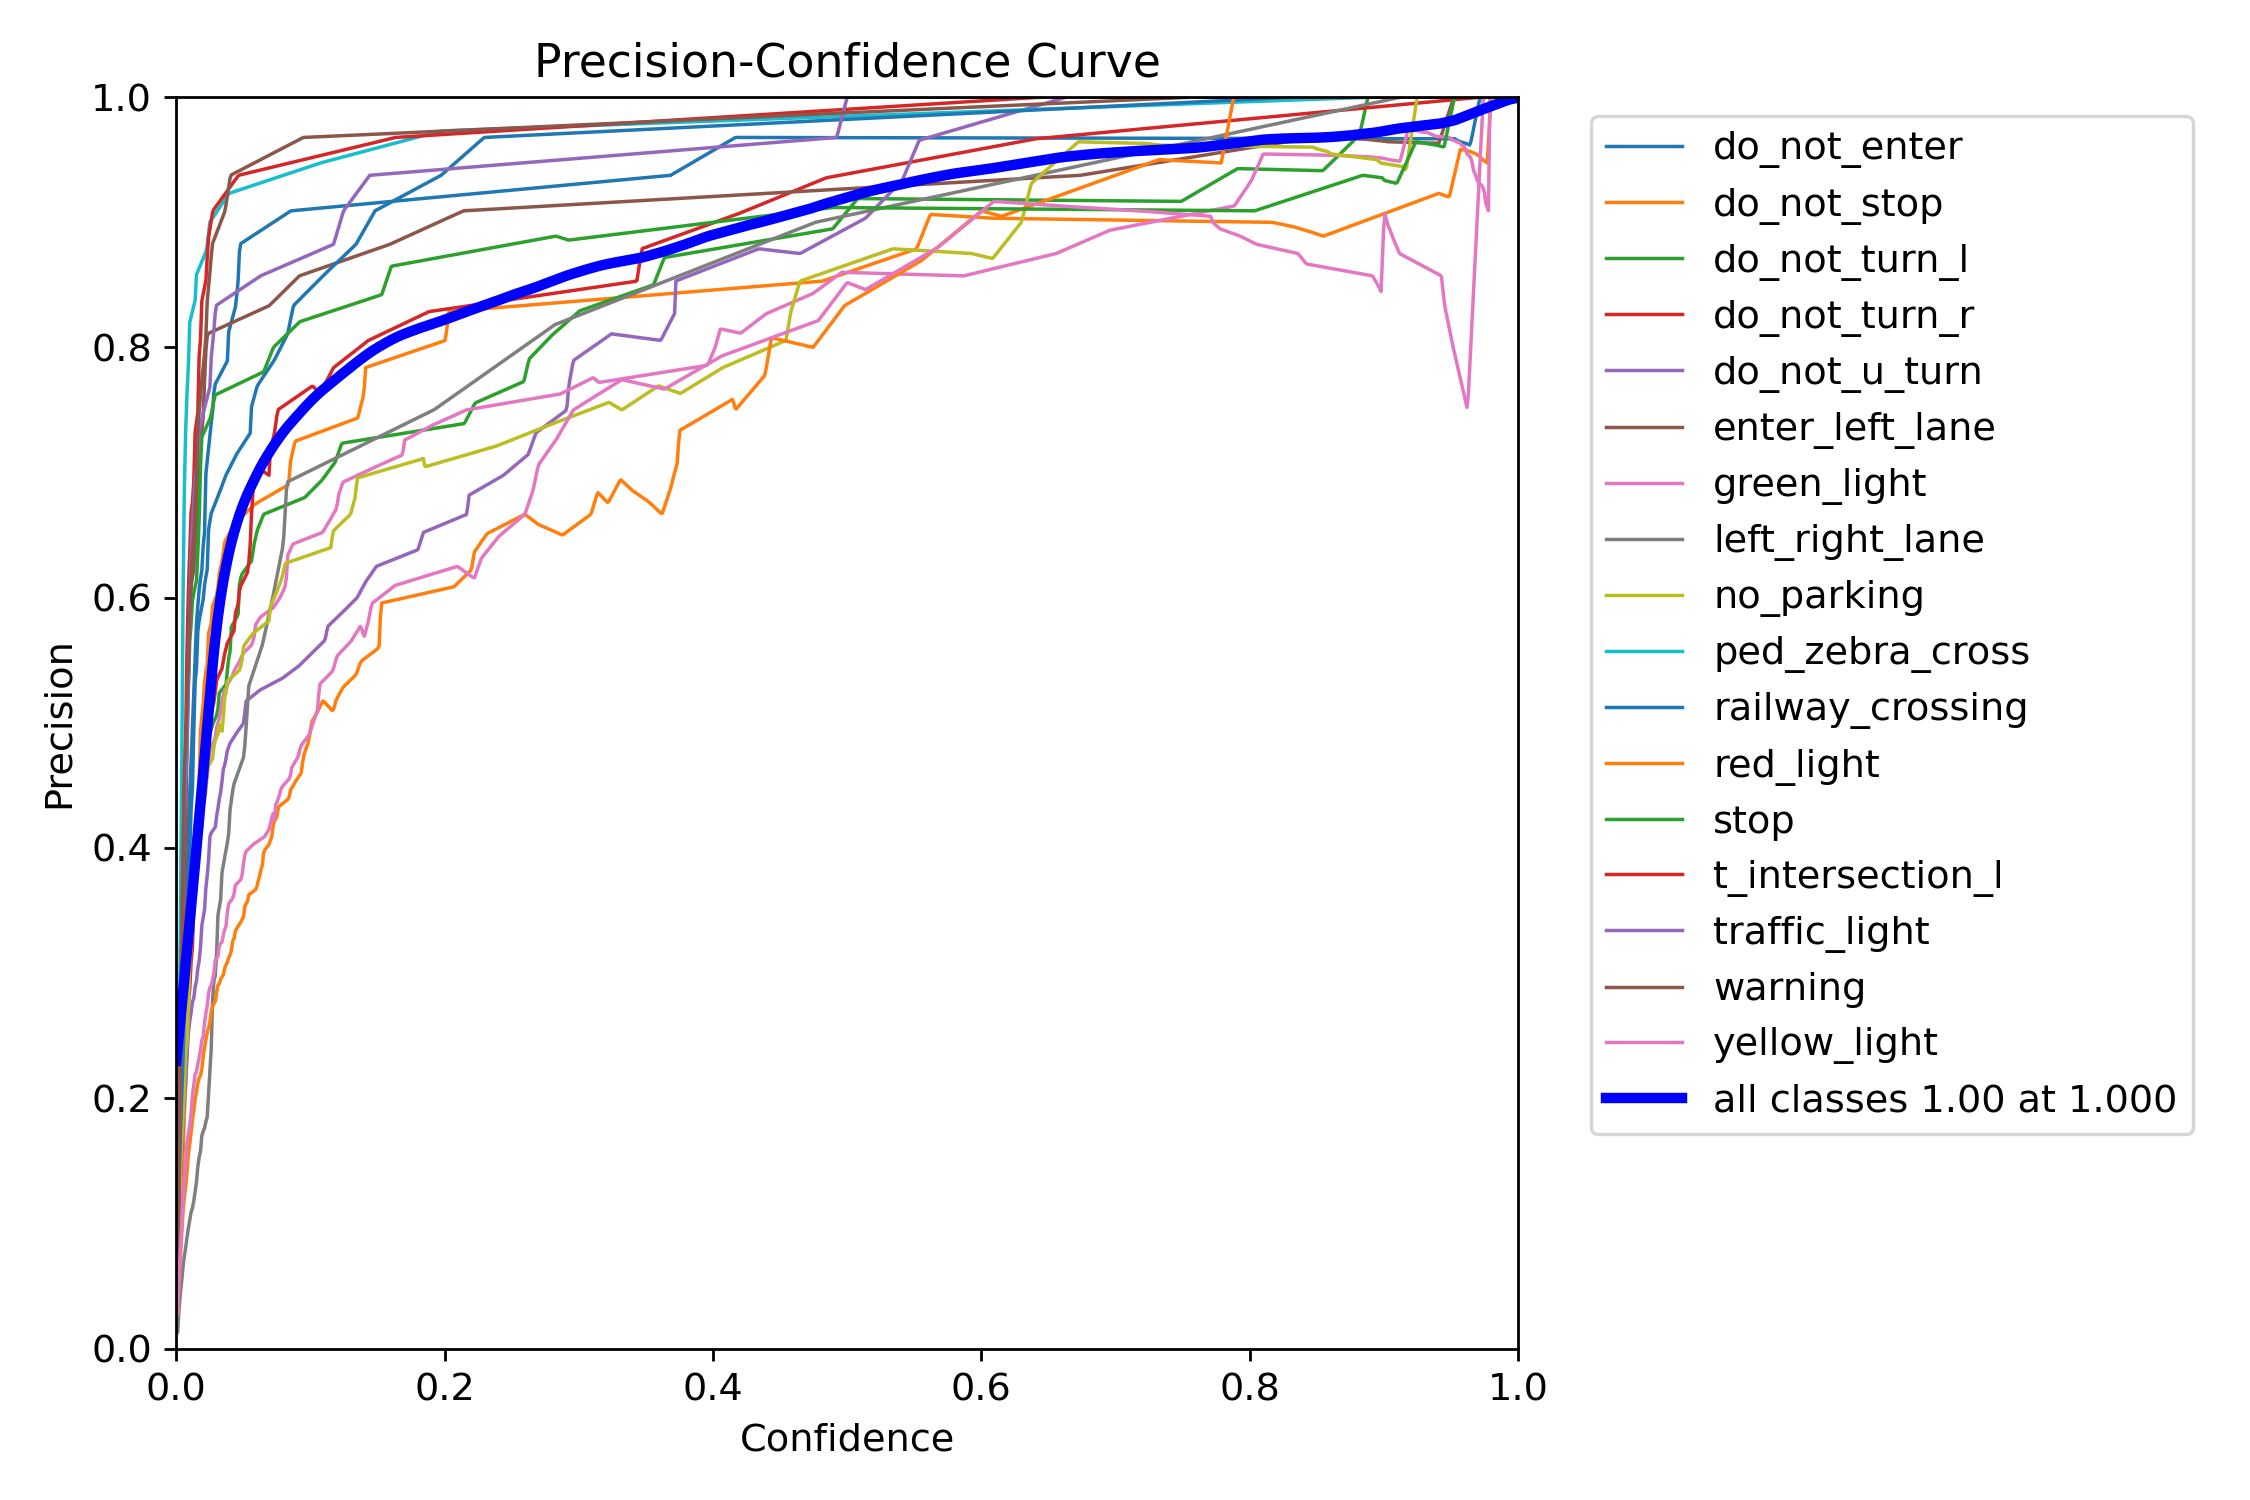 Precision-Confidence Curve
1.0
0.8
0.6
0.4
0.2
0.0
Precision
0.0 0.2 0.4 0.6 0.8 1.0
Confidence
do_not_enter
do_not_stop
do_not_turn_l
do_not_turn_r
do_not_u_turn
enter_left_lane
green_light
left_right_lane
no_parking
ped_zebra_cross
railway_crossing
red_light
stop
t_intersection_l
traffic_light
warning
yellow_light
all classes 1.00 at 1.000